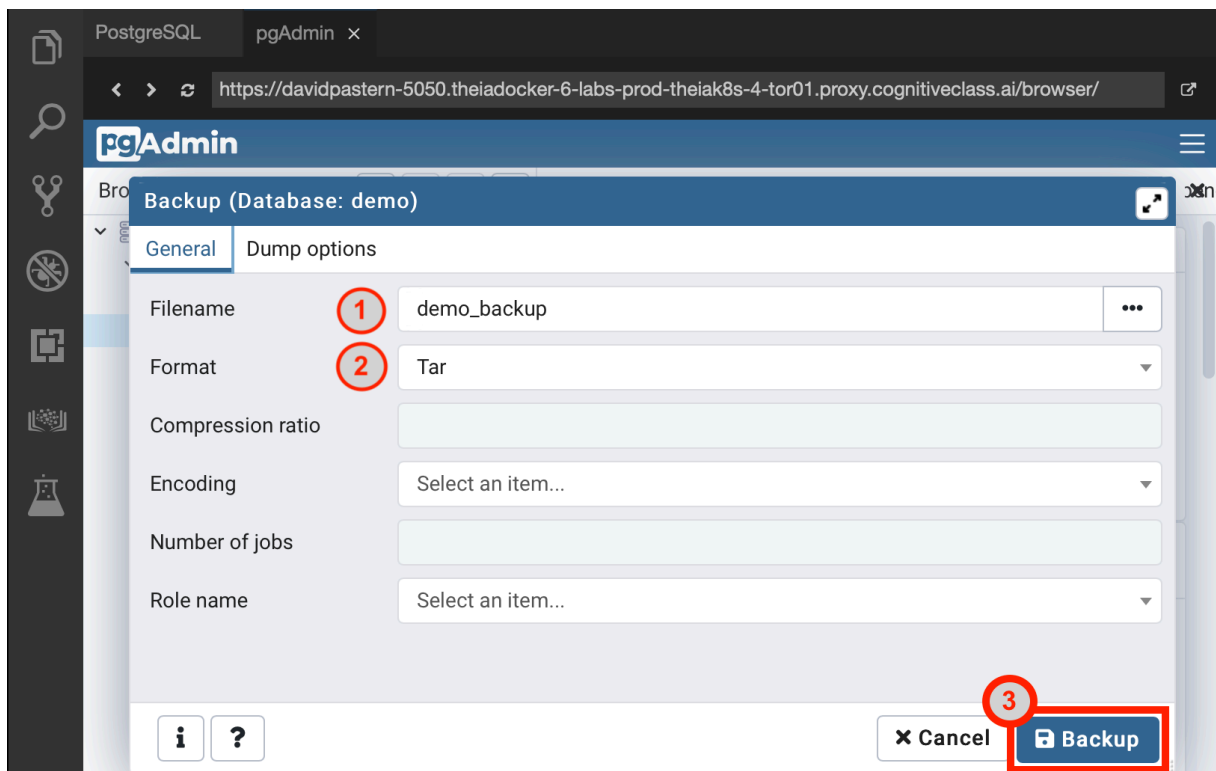 PostgreSQL pgAdmin ×
https://davidpastern-5050.theiadocker-6-labs-prod-theiak8s-4-tor01.proxy.cognitiveclass.ai/browser/
pgAdmin
Bro
Backup (Database: demo)
General Dump options
Filename 1 demo_backup •••
Format 2 Tar
Compression ratio
Encoding Select an item...
Number of jobs
Role name Select an item...
3
i ? × Cancel Backup